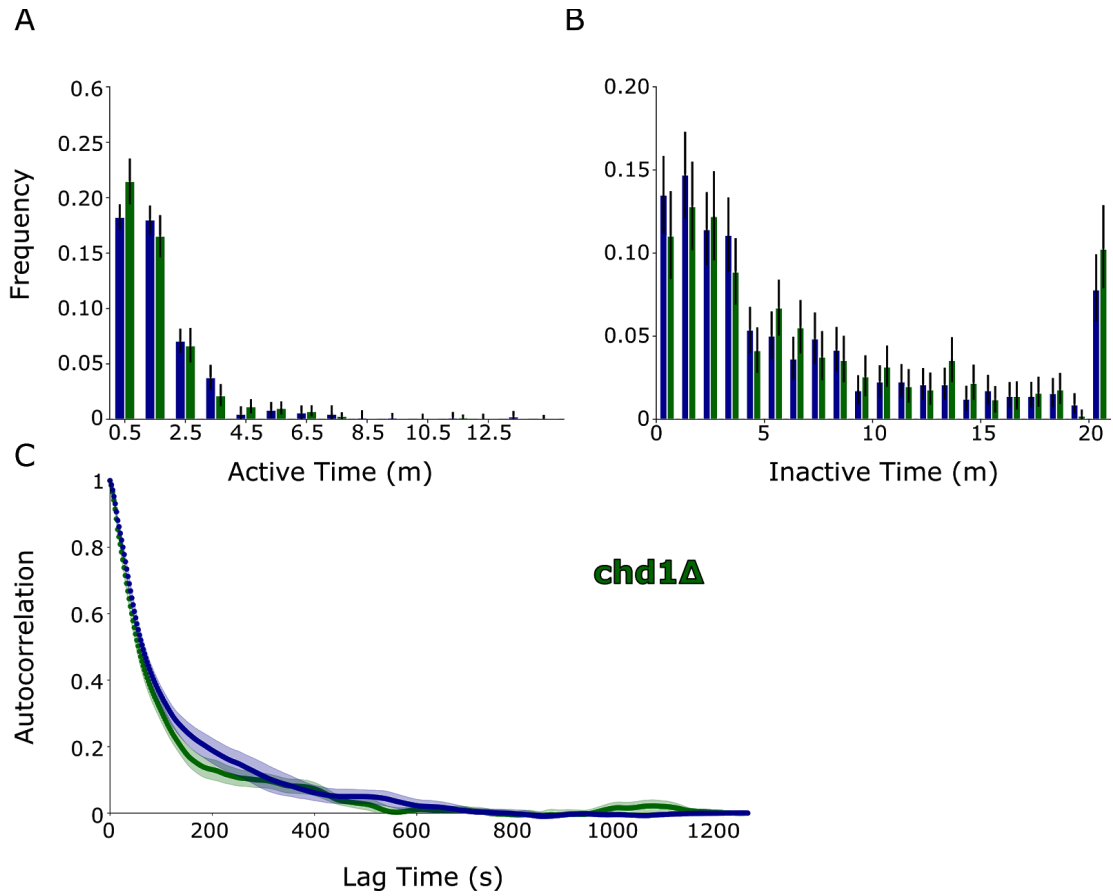 A
B
0.6
0.25
0.20
0.15
0.10
0.05
0
Frequency
0.5 2.5 4.5 6.5 8.5 10.5 12.5
Active Time (m)
0.20
0.15
0.10
0.05
0
0 5 10 15 20
Inactive Time (m)
C
1
0.8
0.6
0.4
0.2
0
Autocorrelation
chd1Δ
0 200 400 600 800 1000 1200
Lag Time (s)